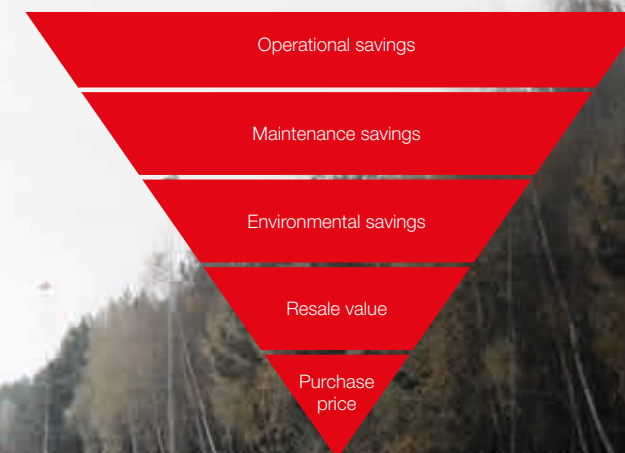 Operational savings
Maintenance savings
Environmental savings
Resale value
Purchase
price